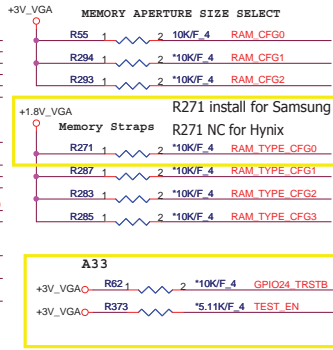 +3V_VGA
MEMORY APERTURE SIZE SELECT
R55 1 2 10K/F_4 RAM_CFG0
R294 1 2 *10K/F_4 RAM_CFG1
R293 1 2 *10K/F_4 RAM_CFG2
+1.8V_VGA
R271 install for Samsung
Memory Straps
R271 NC for Hynix
R271 1 2 *10K/F_4 RAM_TYPE_CFG0
R287 1 2 *10K/F_4 RAM_TYPE_CFG1
R283 1 2 *10K/F_4 RAM_TYPE_CFG2
R285 1 2 *10K/F_4 RAM_TYPE_CFG3
A33
+3V_VGA R62 1 2 *10K/F_4 GPIO24_TRSTB
+3V_VGA R373 *5.11K/F_4 TEST_EN